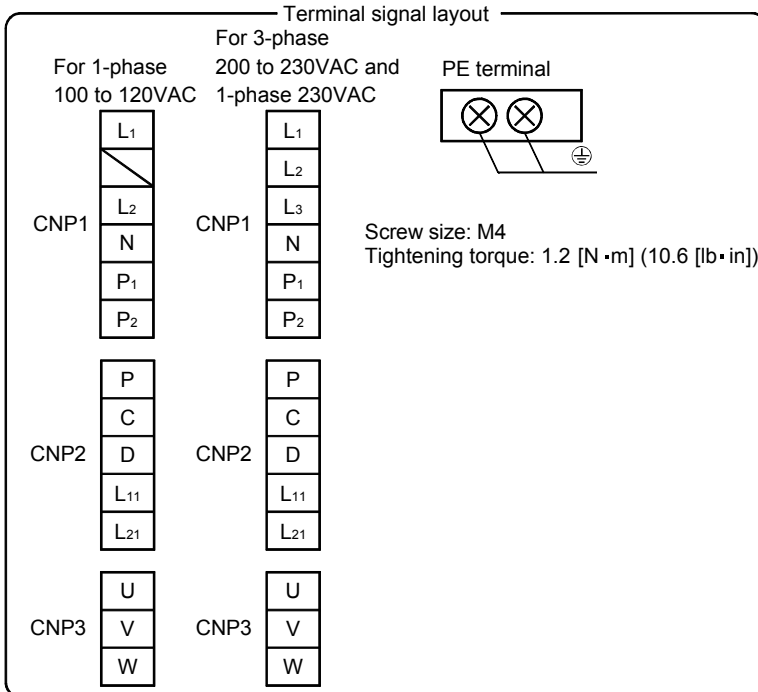 Terminal signal layout
For 1-phase
100 to 120VAC
For 3-phase
200 to 230VAC and
1-phase 230VAC
PE terminal
CNP1
L1
L2
N
P1
P2
CNP1
L1
L2
L3
N
P1
P2
Screw size: M4
Tightening torque: 1.2 [N▪m] (10.6 [lb▪in])
CNP2
P
C
D
L11
L21
CNP2
P
C
D
L11
L21
CNP3
U
V
W
CNP3
U
V
W